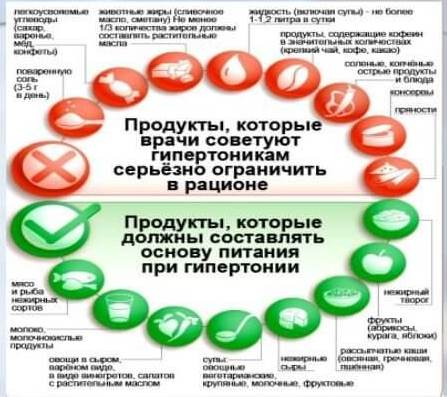 легкоусвояемые
углеводы
(сахар,
варенье,
мёд,
конфеты)
животные жиры (сливочное
масло, сметану) Не менее
1/3 количества жиров должны
составлять растительные
масла
жидкость (включая супы) - не более
1-1,2 литра в сутки
продукты, содержащие кофеин
в значительных количествах
(крепкий чай, кофе, какао)
соленые, копчёные
острые продукты
и блюда
консервы
пряности
поваренную
соль
(3-5 г
в день)
Продукты, которые
врачи советуют
гипертоникам
серьёзно ограничить
в рационе
Продукты, которые
должны составлять
основу питания
при гипертонии
мясо
и рыба
нежирных
сортов
молоко,
молочнокислые
продукты
овощи в сыром,
варёном виде,
в виде винегретов, салатов
с растительным маслом
супы:
овощные
вегетарианские,
крупяные, молочные, фруктовые
нежирные
сыры
рассыпчатые каши
(овсяная, гречневая,
пшённая)
фрукты
(абрикосы,
курага, яблоки)
нежирный
творог